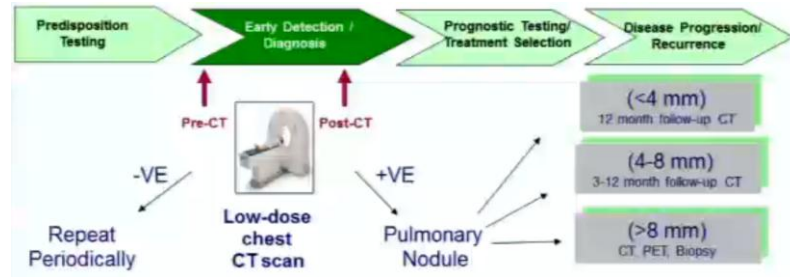 Predisposition
Testing
Early Detection /
Diagnosis
Prognostic Testing/
Treatment Selection
Disease Progression/
Recurrence
Pre-CT
Post-CT
-VE
+VE
Repeat
Periodically
Low-dose
chest
CT scan
Pulmonary
Nodule
(<4 mm)
12 month follow-up CT
(4-8 mm)
3-12 month follow-up CT
(>8 mm)
CT, PET, Biopsy